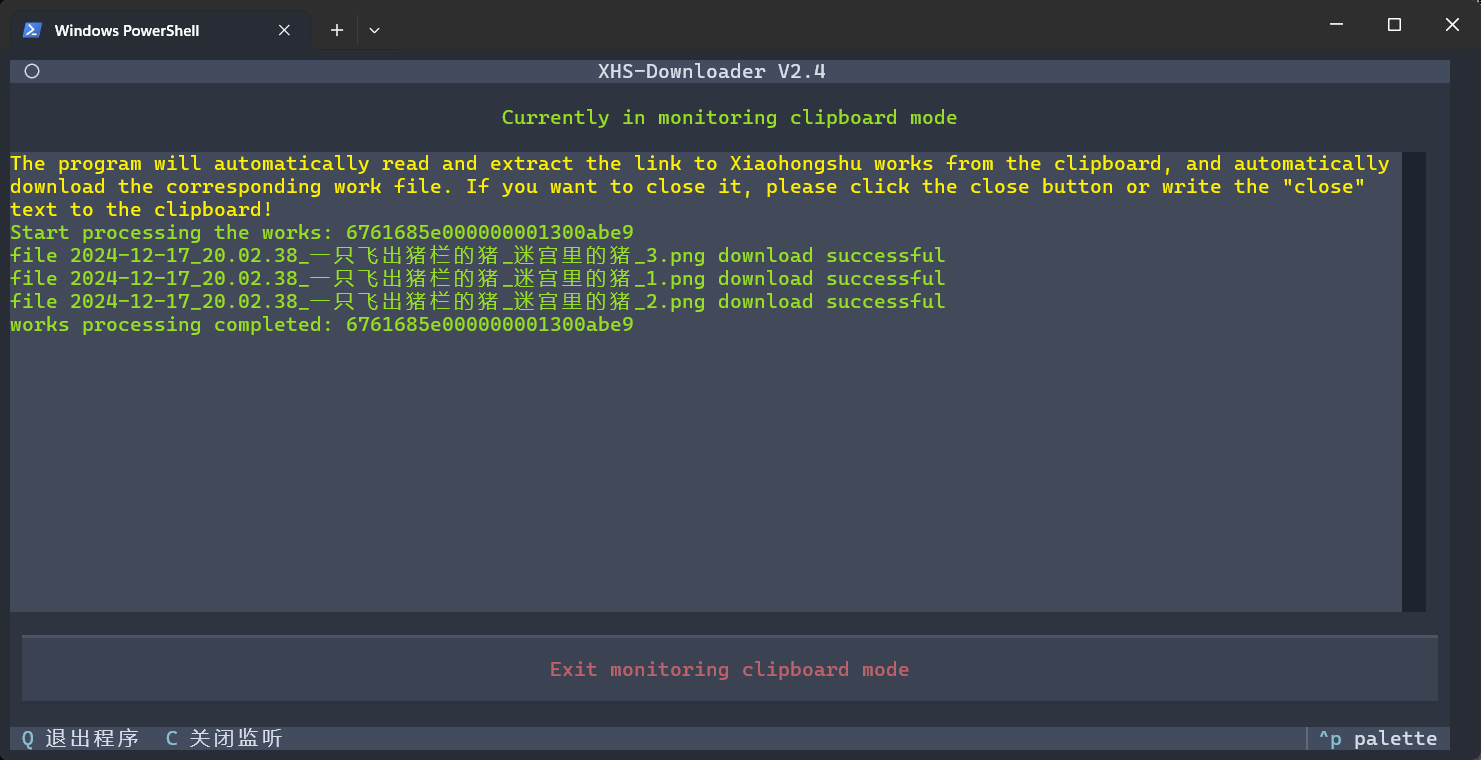 Windows PowerShell
XHS-Downloader V2.4
Currently in monitoring clipboard mode
The program will automatically read and extract the link to Xiaohongshu works from the clipboard, and automatically
download the corresponding work file. If you want to close it, please click the close button or write the "close"
text to the clipboard!
Start processing the works: 6761685e000000001300abe9
file 2024-12-17_20.02.38_一只飞出猪栏的猪_迷宫里的猪_3.png download successful
file 2024-12-17_20.02.38_一只飞出猪栏的猪_迷宫里的猪_1.png download successful
file 2024-12-17_20.02.38_一只飞出猪栏的猪_迷宫里的猪_2.png download successful
works processing completed: 6761685e000000001300abe9
Exit monitoring clipboard mode
Q 退出程序 C 关闭监听 ^p palette